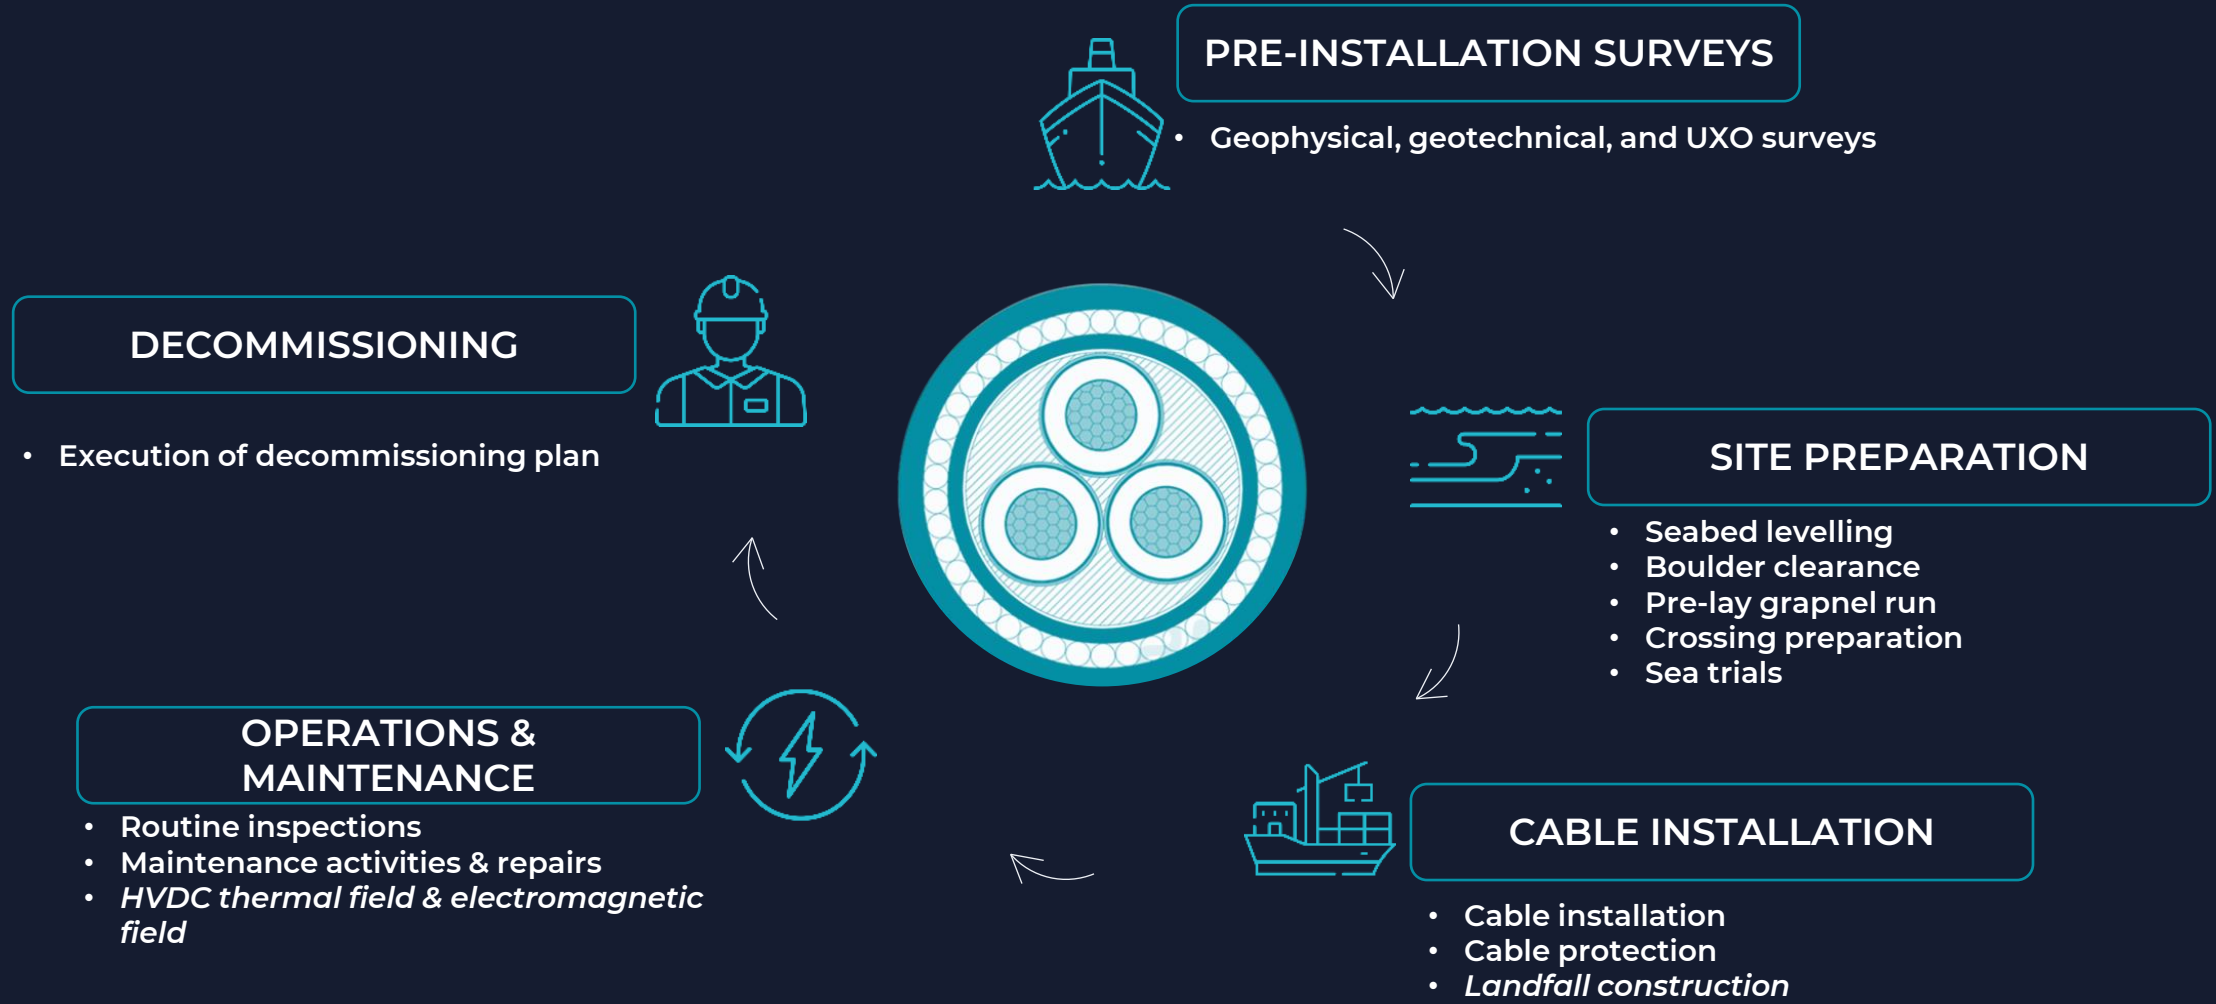 PRE-INSTALLATION SURVEYS
• Geophysical, geotechnical, and UXO surveys
SITE PREPARATION
• Seabed levelling
• Boulder clearance
• Pre-lay grapnel run
• Crossing preparation
• Sea trials
CABLE INSTALLATION
• Cable installation
• Cable protection
• Landfall construction
OPERATIONS &
MAINTENANCE
• Routine inspections
• Maintenance activities & repairs
• HVDC thermal field & electromagnetic
field
DECOMMISSIONING
• Execution of decommissioning plan